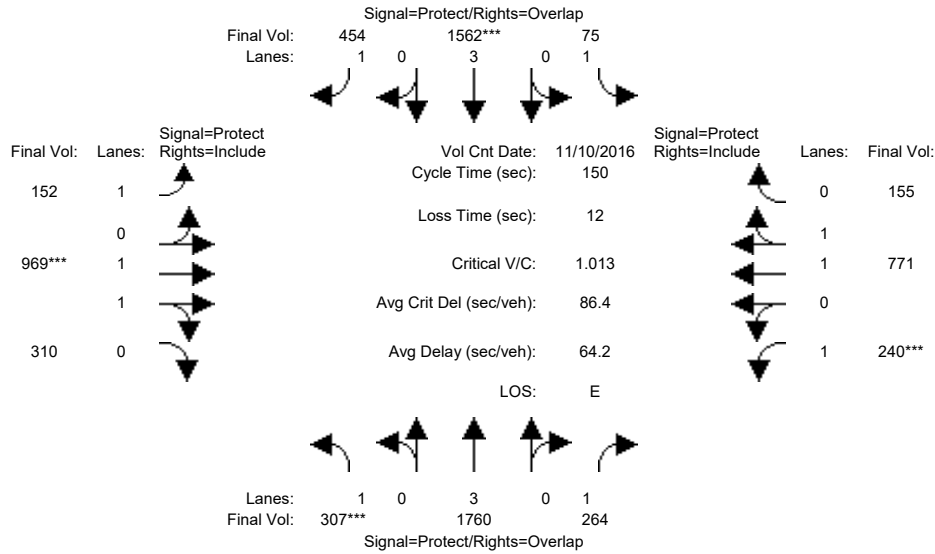 Signal=Protect/Rights=Overlap
Final Vol: 454 1562*** 75
Lanes: 1 0 3 0 1
Signal=Protect Signal=Protect
Final Vol: Lanes: Rights=Include Vol Cnt Date: 11/10/2016 Rights=Include Lanes: Final Vol:
Cycle Time (sec): 150
152 1 0 155
Loss Time (sec): 12
0 1
969*** 1 Critical V/C: 1.013 1 771
1 Avg Crit Del (sec/veh): 86.4 0
310 0 Avg Delay (sec/veh): 64.2 1 240***
LOS: E
Lanes: 1 0 3 0 1
Final Vol: 307*** 1760 264
Signal=Protect/Rights=Overlap